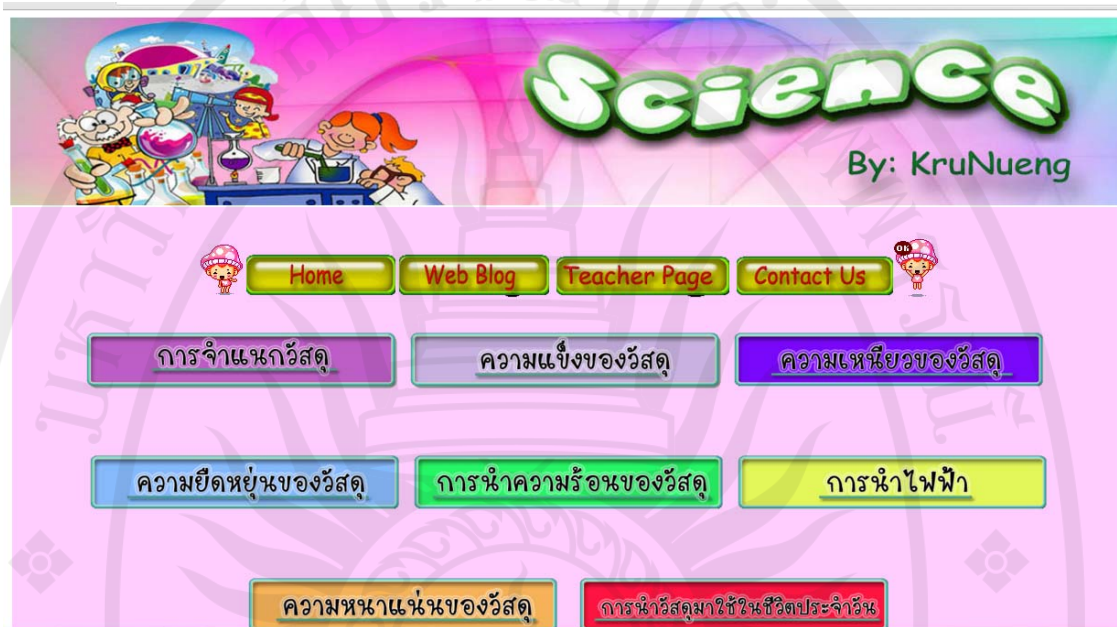 Science
By: KruNueng
OK
Home
Web Blog
Teacher Page
Contact Us
การจำแนกวัสดุ
ความแข็งของวัสดุ
ความเหนียวของวัสดุ
ความยืดหยุ่นของวัสดุ
การนำความร้อนของวัสดุ
การนำไฟฟ้า
ความหนาแน่นของวัสดุ
การนำวัสดุมาใช้ในชีวิตประจำวัน